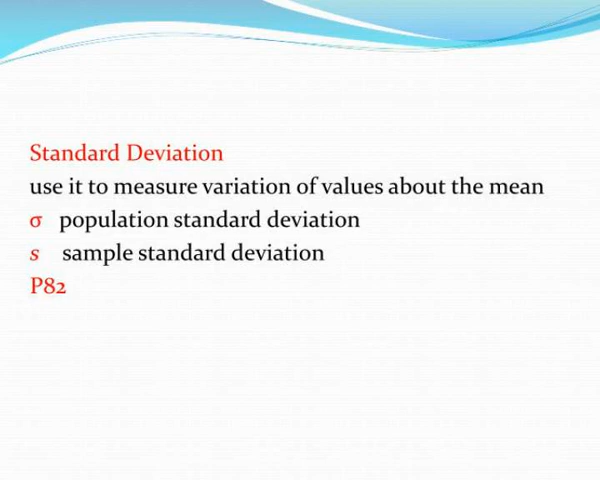 Standard Deviation
use it to measure variation of values about the mean
σ population standard deviation
s sample standard deviation
P82